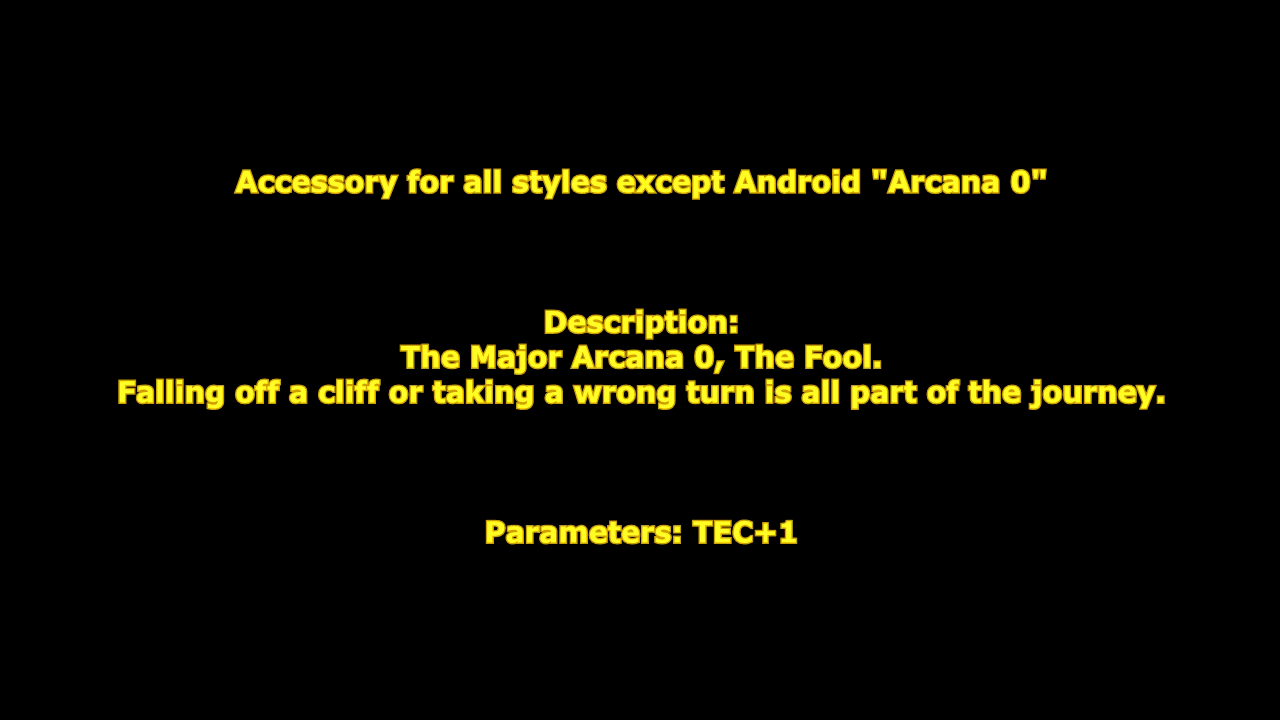 Accessory for all styles except Android "Arcana 0"
Description:
The Major Arcana 0, The Fool.
Falling off a cliff or taking a wrong turn is all part of the journey.
Parameters: TEC+1